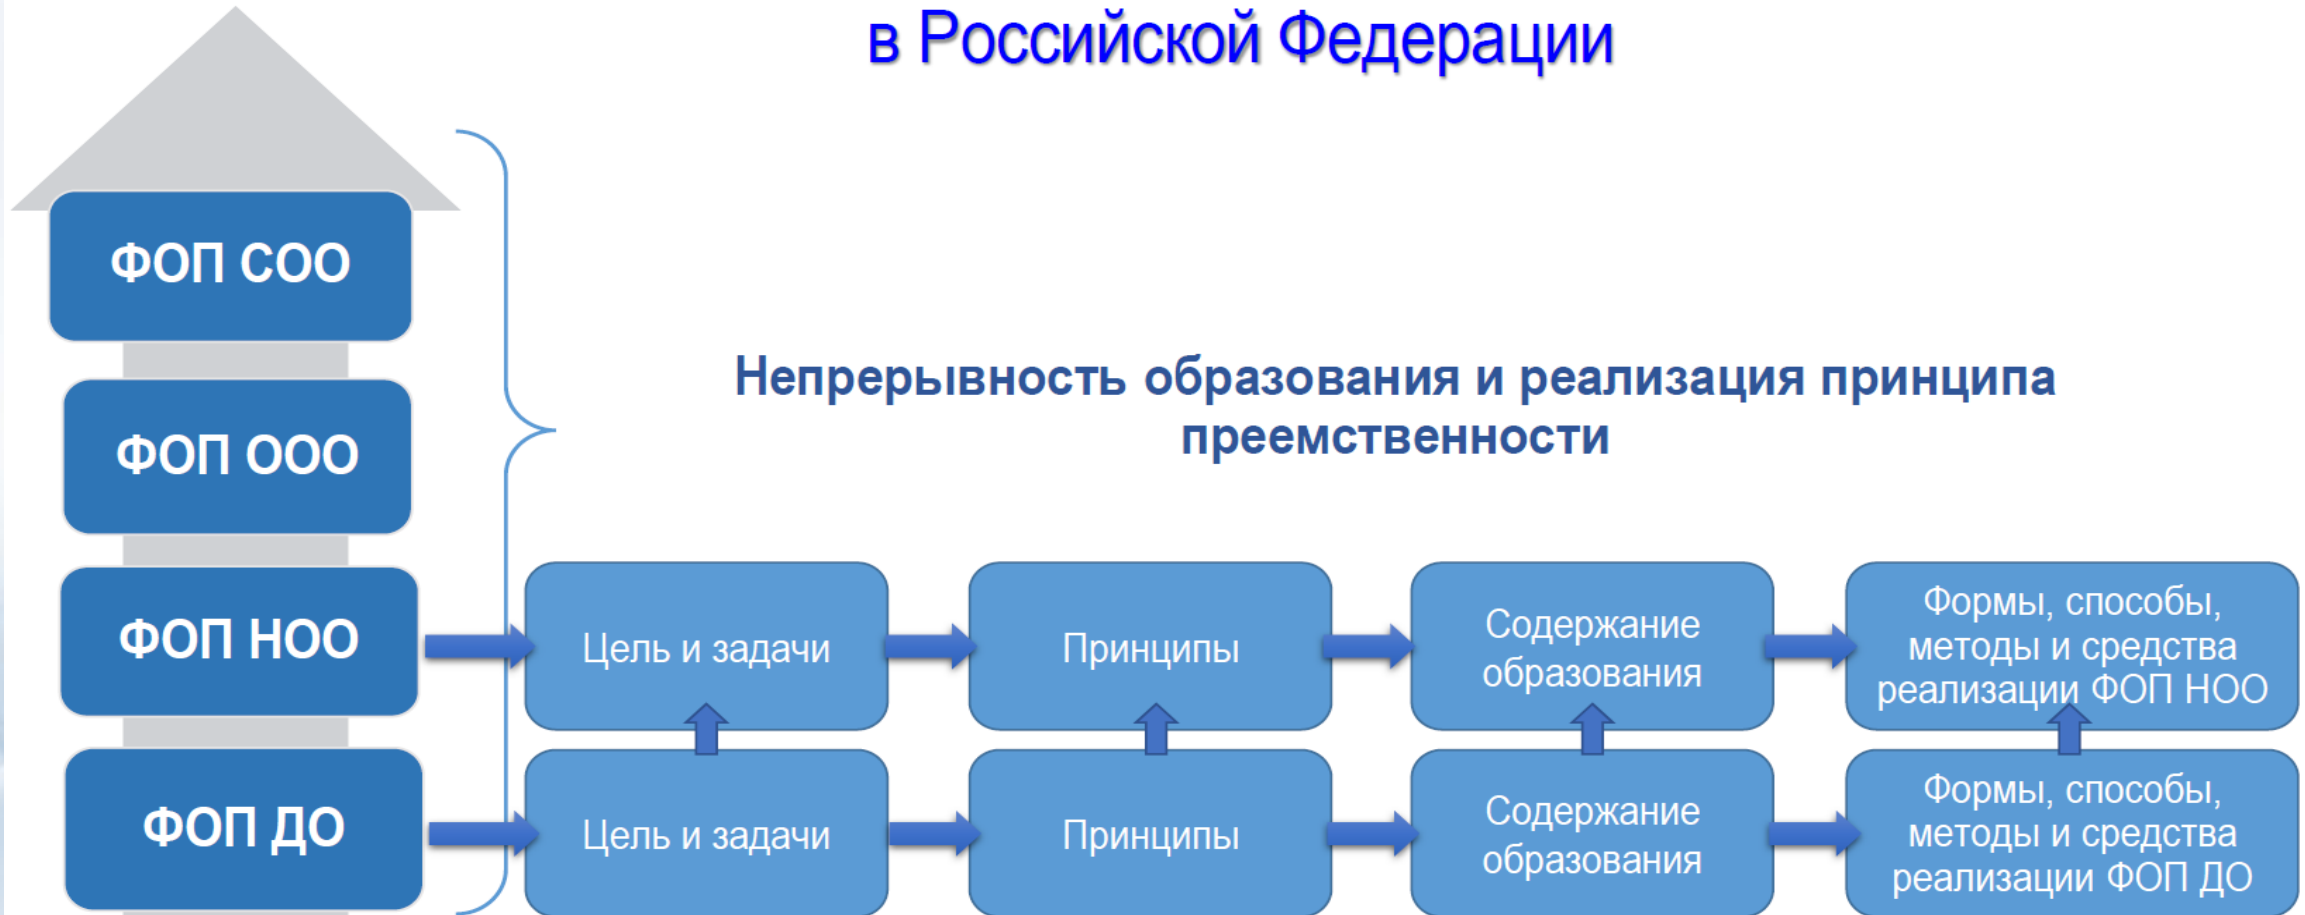 в Российской Федерации
ФОП СОО
ФОП ООО
Непрерывность образования и реализация принципа
преемственности
ФОП НОО
Цель и задачи
Принципы
Содержание
образования
Формы, способы,
методы и средства
реализации ФОП НОО
ФОП ДО
Цель и задачи
Принципы
Содержание
образования
Формы, способы,
методы и средства
реализации ФОП ДО